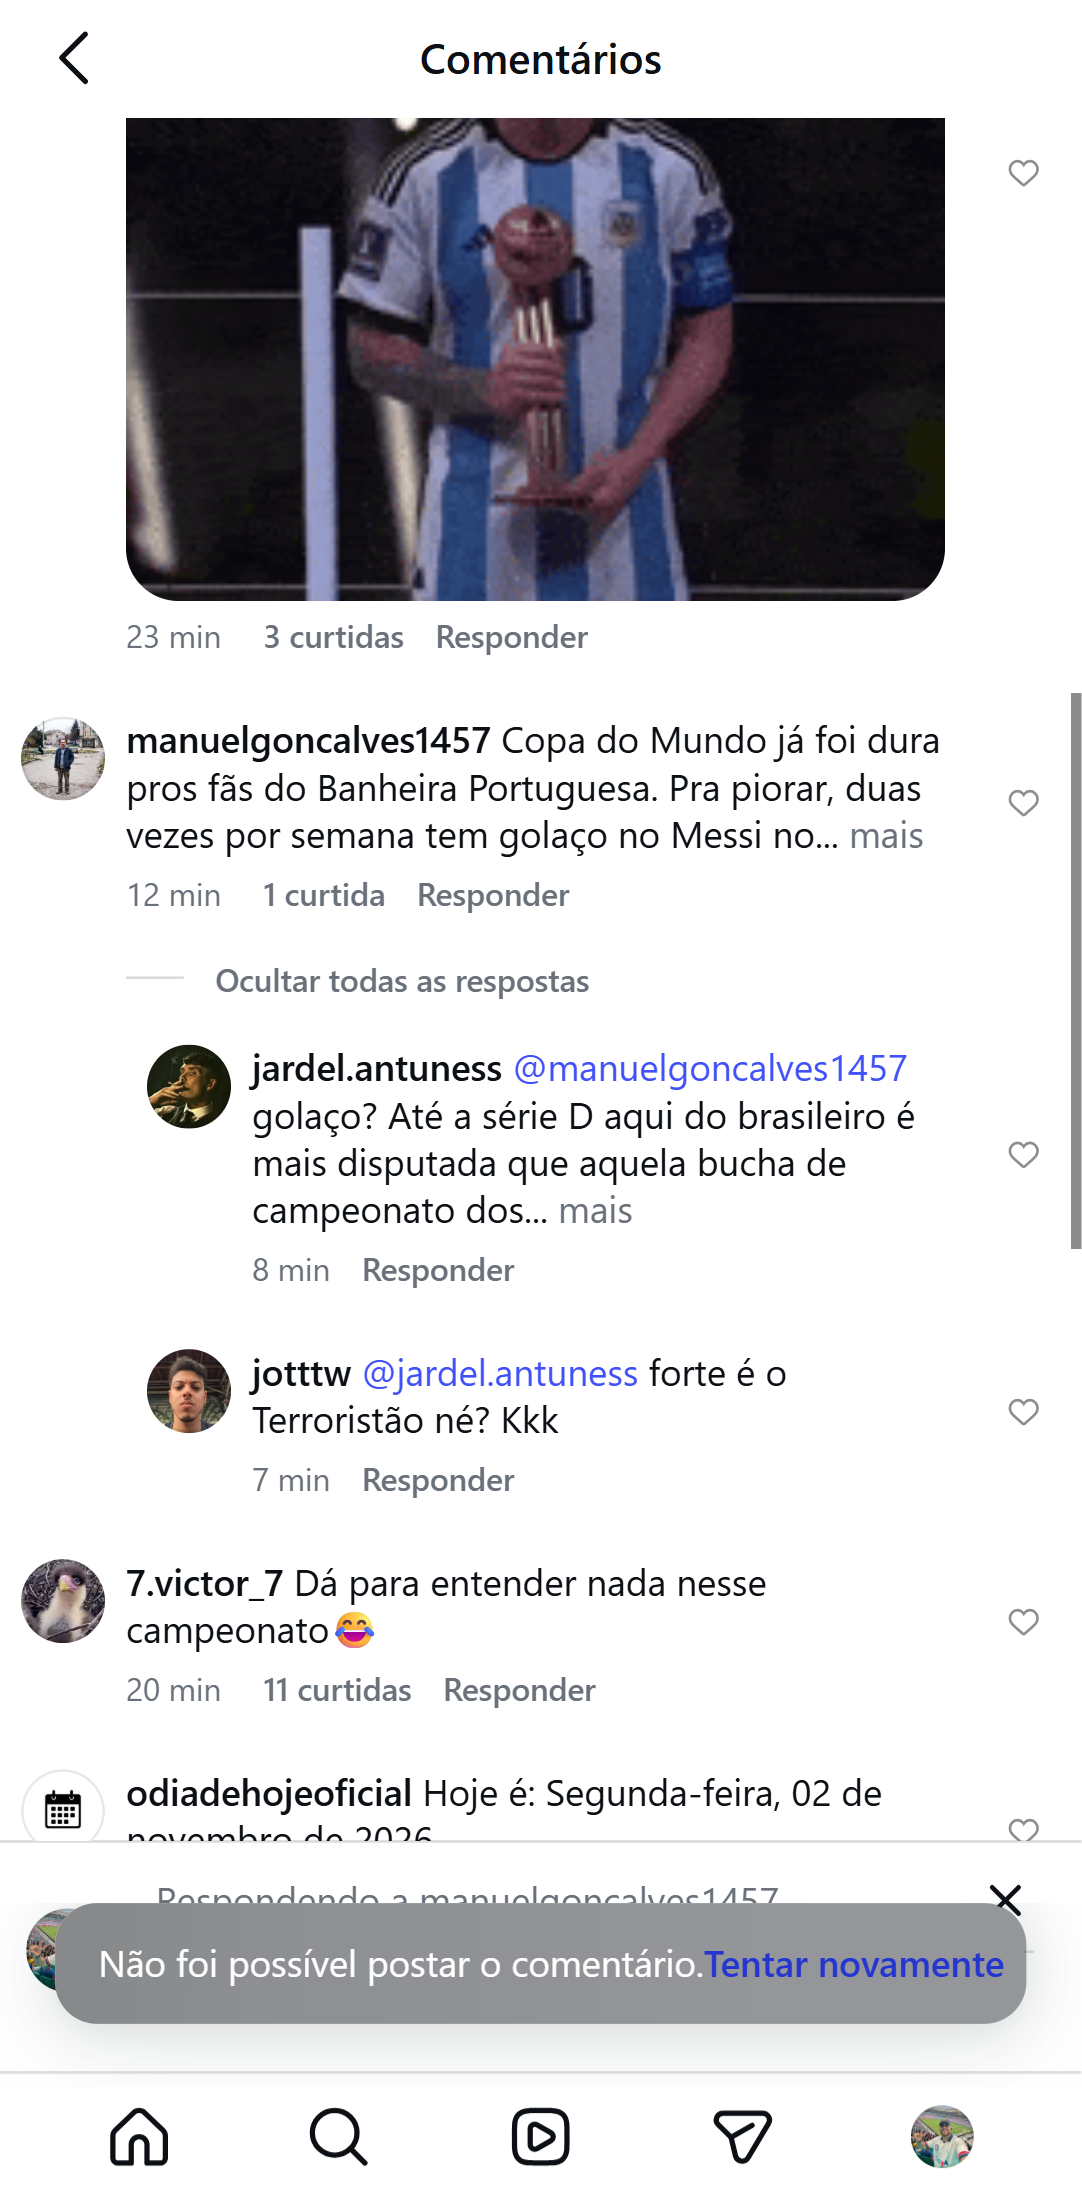 Comentários
23 min 3 curtidas Responder
manuelgoncalves1457 Copa do Mundo já foi dura
pros fãs do Banheira Portuguesa. Pra piorar, duas
vezes por semana tem golaço no Messi no... mais
12 min 1 curtida Responder
Ocultar todas as respostas
jardel.antuness @manuelgoncalves1457
golaço? Até a série D aqui do brasileiro é
mais disputada que aquela bucha de
campeonato dos... mais
8 min Responder
jotttw @jardel.antuness forte é o
Terroristão né? Kkk
7 min Responder
7.victor_7 Dá para entender nada nesse
campeonato😂
20 min 11 curtidas Responder
odiadehojeoficial Hoje é: Segunda-feira, 02 de
novembro de 2026
Respondendo a manuelgoncalves1457
Não foi possível postar o comentário.Tentar novamente